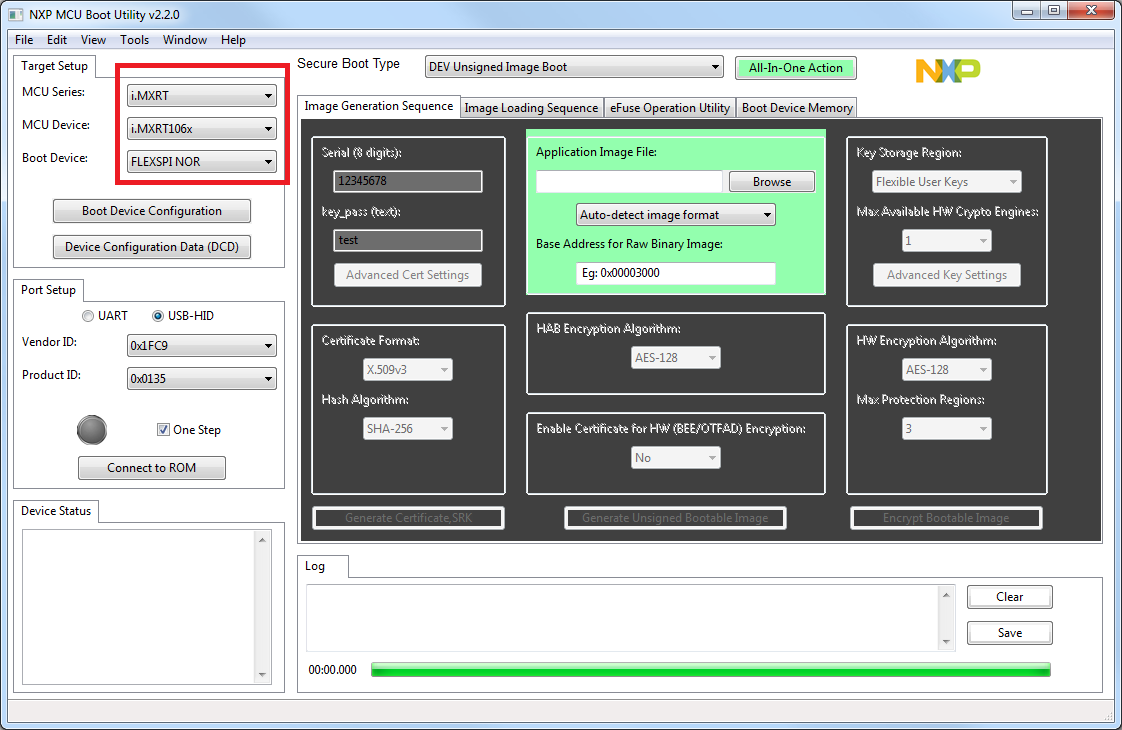 NXP MCU Boot Utility v2.2.0
File Edit View Tools Window Help
Target Setup
MCU Series:
i.MXRT
MCU Device:
i.MXRT106x
Boot Device:
FLEXSPI NOR
Boot Device Configuration
Device Configuration Data (DCD)
Port Setup
UART USB-HID
Vendor ID:
0x1FC9
Product ID:
0x0135
One Step
Connect to ROM
Device Status
Secure Boot Type
DEV Unsigned Image Boot
All-In-One Action
NXP
Image Generation Sequence
Image Loading Sequence
eFuse Operation Utility
Boot Device Memory
Serial (8 digits):
12345678
key_pass (text):
test
Advanced Cert Settings
Application Image File:
Browse
Auto-detect image format
Base Address for Raw Binary Image:
Eg: 0x00003000
Key Storage Region:
Flexible User Keys
Max Available HW Crypto Engines:
1
Advanced Key Settings
Certificate Format:
X.509v3
Hash Algorithm:
SHA-256
HAB Encryption Algorithm:
AES-128
Enable Certificate for HW (BEE/OTFAD) Encryption:
No
HW Encryption Algorithm:
AES-128
Max Protection Regions:
3
Generate Certificate,SRK
Generate Unsigned Bootable Image
Encrypt Bootable Image
Log
Clear
Save
00:00.000